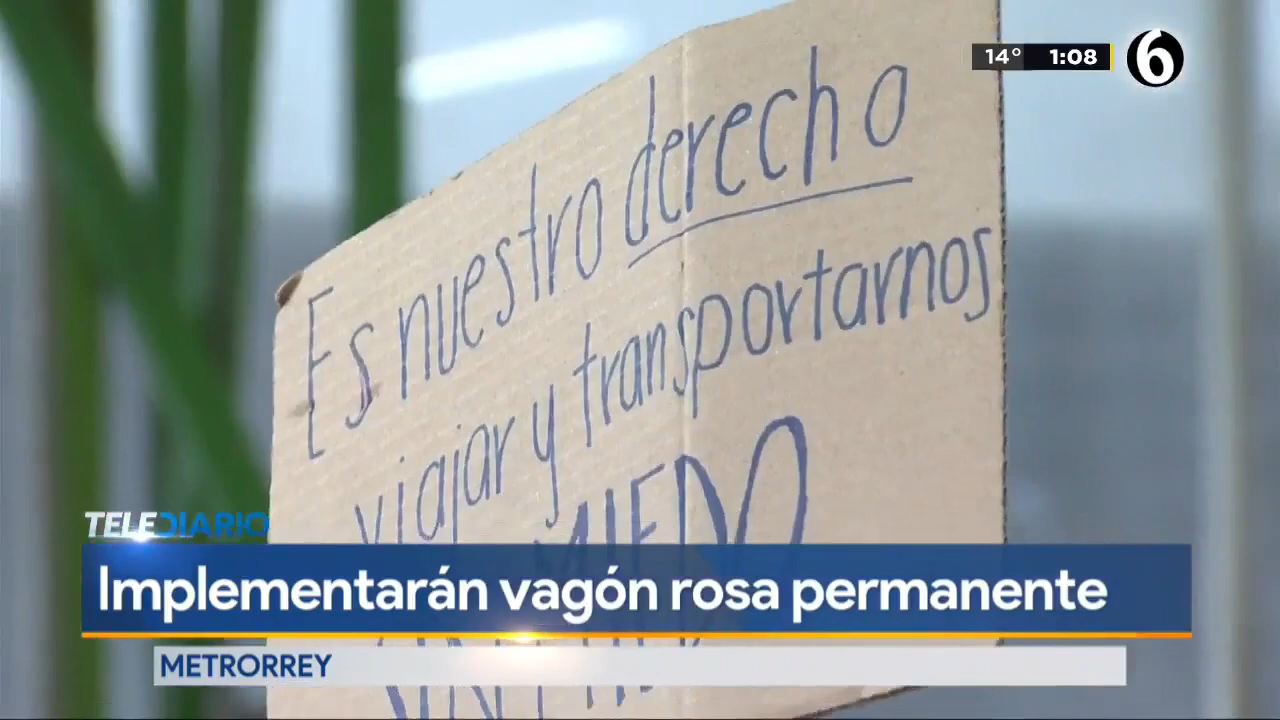 14° 1:08 6
Es nuestro derecho
viajar y transportarnos
MIEDO
TELEDIARIO
Implementarán vagón rosa permanente
METRORREY